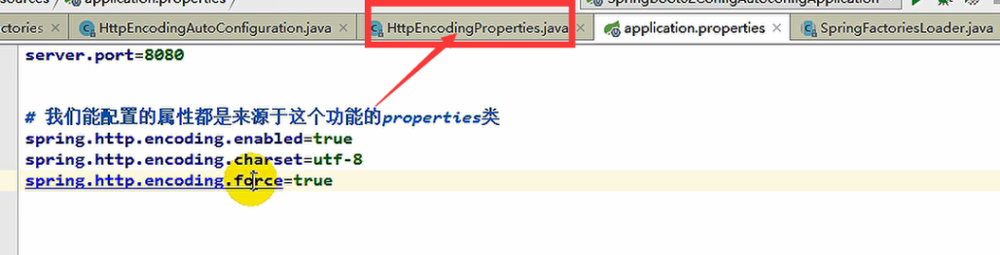 application.properties
HttpEncodingAutoConfiguration.java
HttpEncodingProperties.java
application.properties
SpringFactoriesLoader.java
server.port=8080
# 我们能配置的属性都是来源于这个功能的properties类
spring.http.encoding.enabled=true
spring.http.encoding.charset=utf-8
spring.http.encoding.force=true